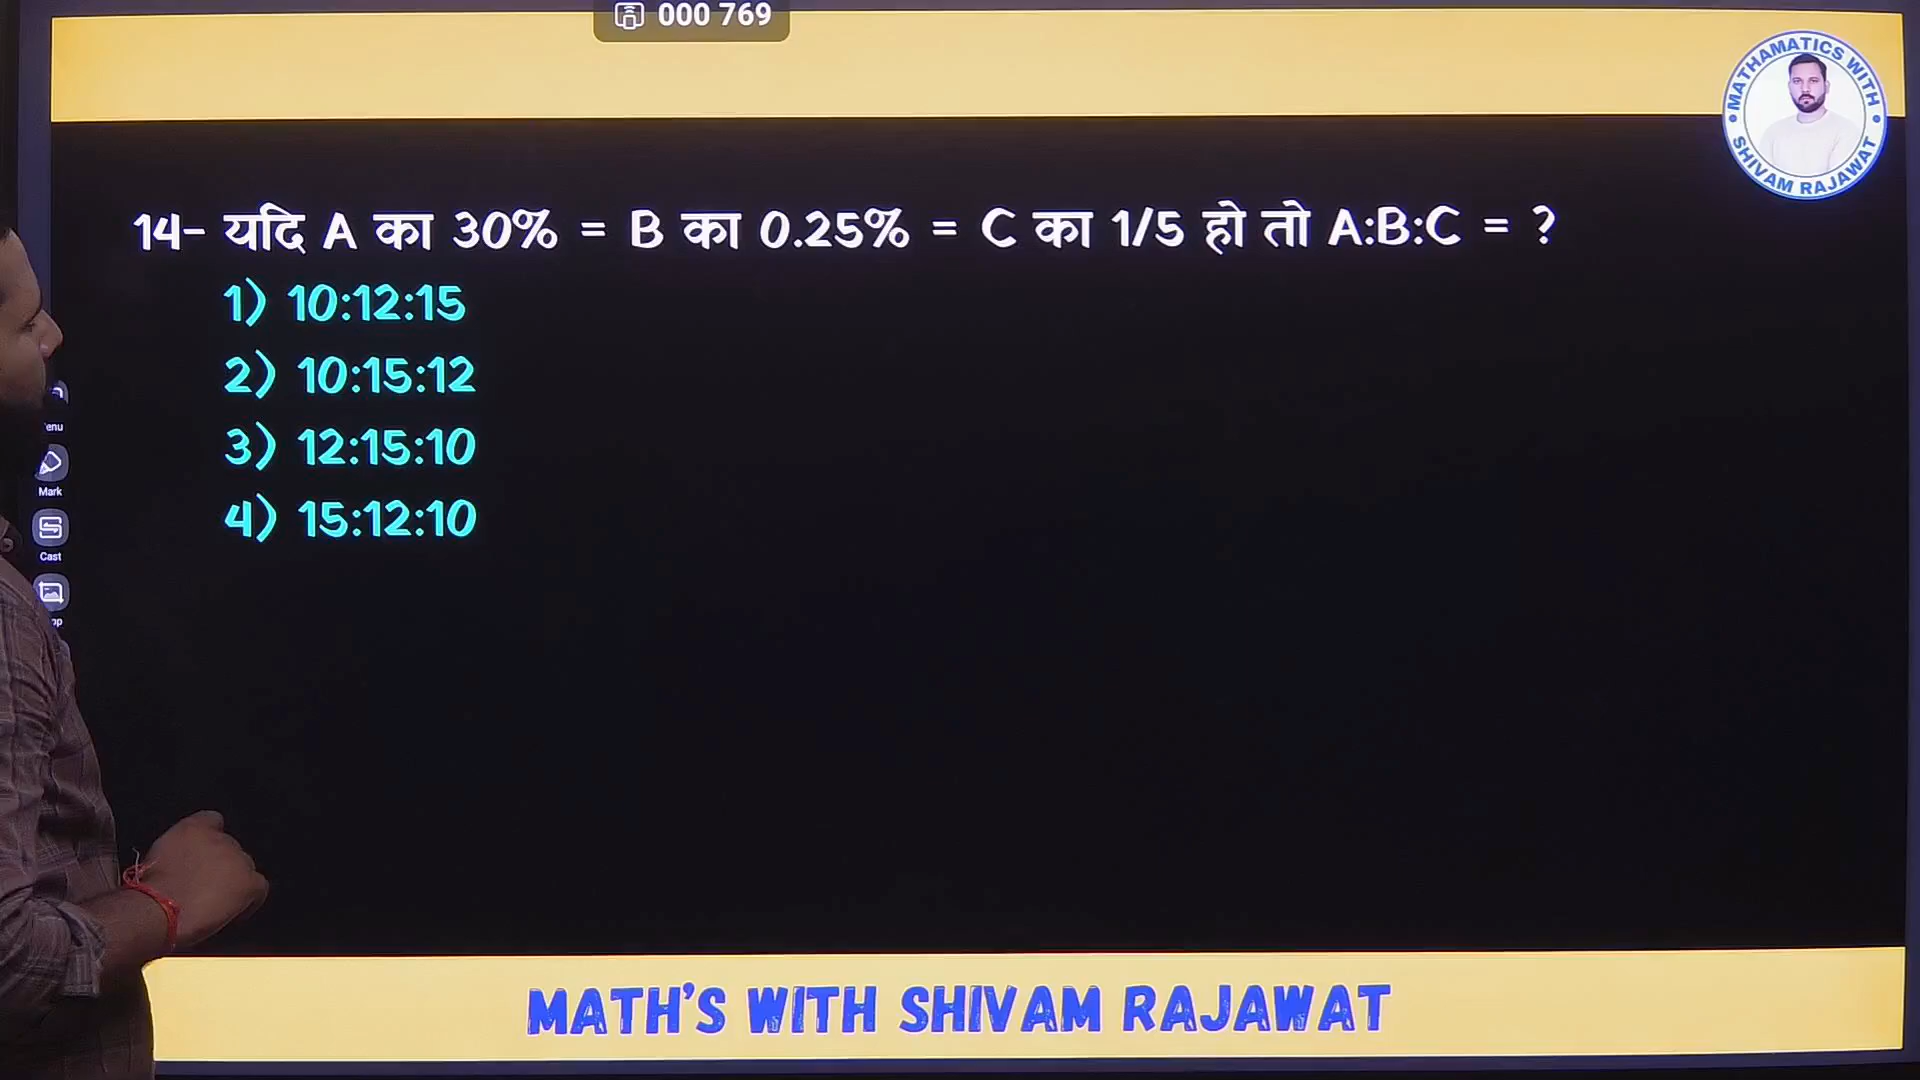 000 769
MATHAMATICS WITH
SHIVAM RAJAWAT
14- यदि A का 30% = B का 0.25% = C का 1/5 हो तो A:B:C = ?
1) 10:12:15
2) 10:15:12
3) 12:15:10
4) 15:12:10
Mark
Cast
MATH'S WITH SHIVAM RAJAWAT